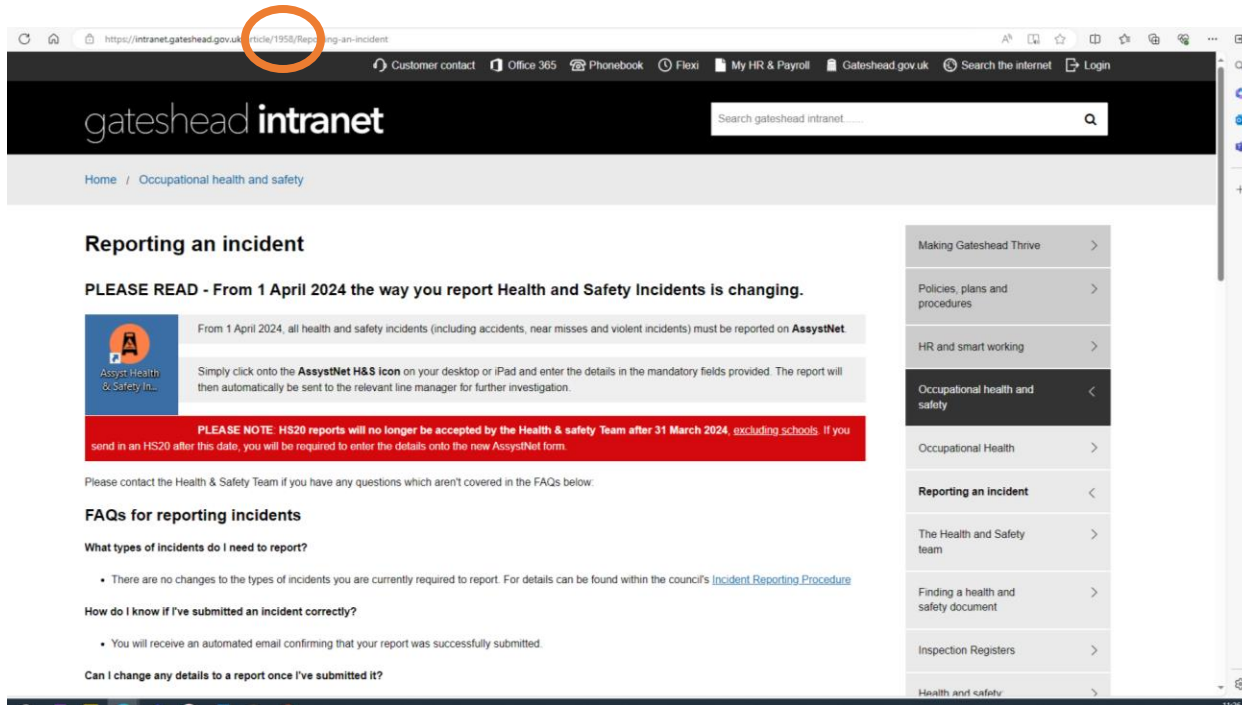 https://intranet.gateshead.gov.uk/article/1958/Reporting-an-incident
Customer contact Office 365 Phonebook Flexi My HR & Payroll Gateshead.gov.uk Search the internet Login
gateshead intranet
Search gateshead intranet.......
Home / Occupational health and safety
Reporting an incident
PLEASE READ - From 1 April 2024 the way you report Health and Safety Incidents is changing.
From 1 April 2024, all health and safety incidents (including accidents, near misses and violent incidents) must be reported on AssystNet.
Assyst Health
& Safety In...
Simply click onto the AssystNet H&S icon on your desktop or iPad and enter the details in the mandatory fields provided. The report will
then automatically be sent to the relevant line manager for further investigation.
PLEASE NOTE: HS20 reports will no longer be accepted by the Health & safety Team after 31 March 2024, excluding schools. If you
send in an HS20 after this date, you will be required to enter the details onto the new AssystNet form.
Please contact the Health & Safety Team if you have any questions which aren't covered in the FAQs below:
FAQs for reporting incidents
What types of incidents do I need to report?
• There are no changes to the types of incidents you are currently required to report. For details can be found within the council's Incident Reporting Procedure
How do I know if I've submitted an incident correctly?
• You will receive an automated email confirming that your report was successfully submitted.
Can I change any details to a report once I've submitted it?
Making Gateshead Thrive
Policies, plans and
procedures
HR and smart working
Occupational health and
safety
Occupational Health
Reporting an incident
The Health and Safety
team
Finding a health and
safety document
Inspection Registers
Health and safety: